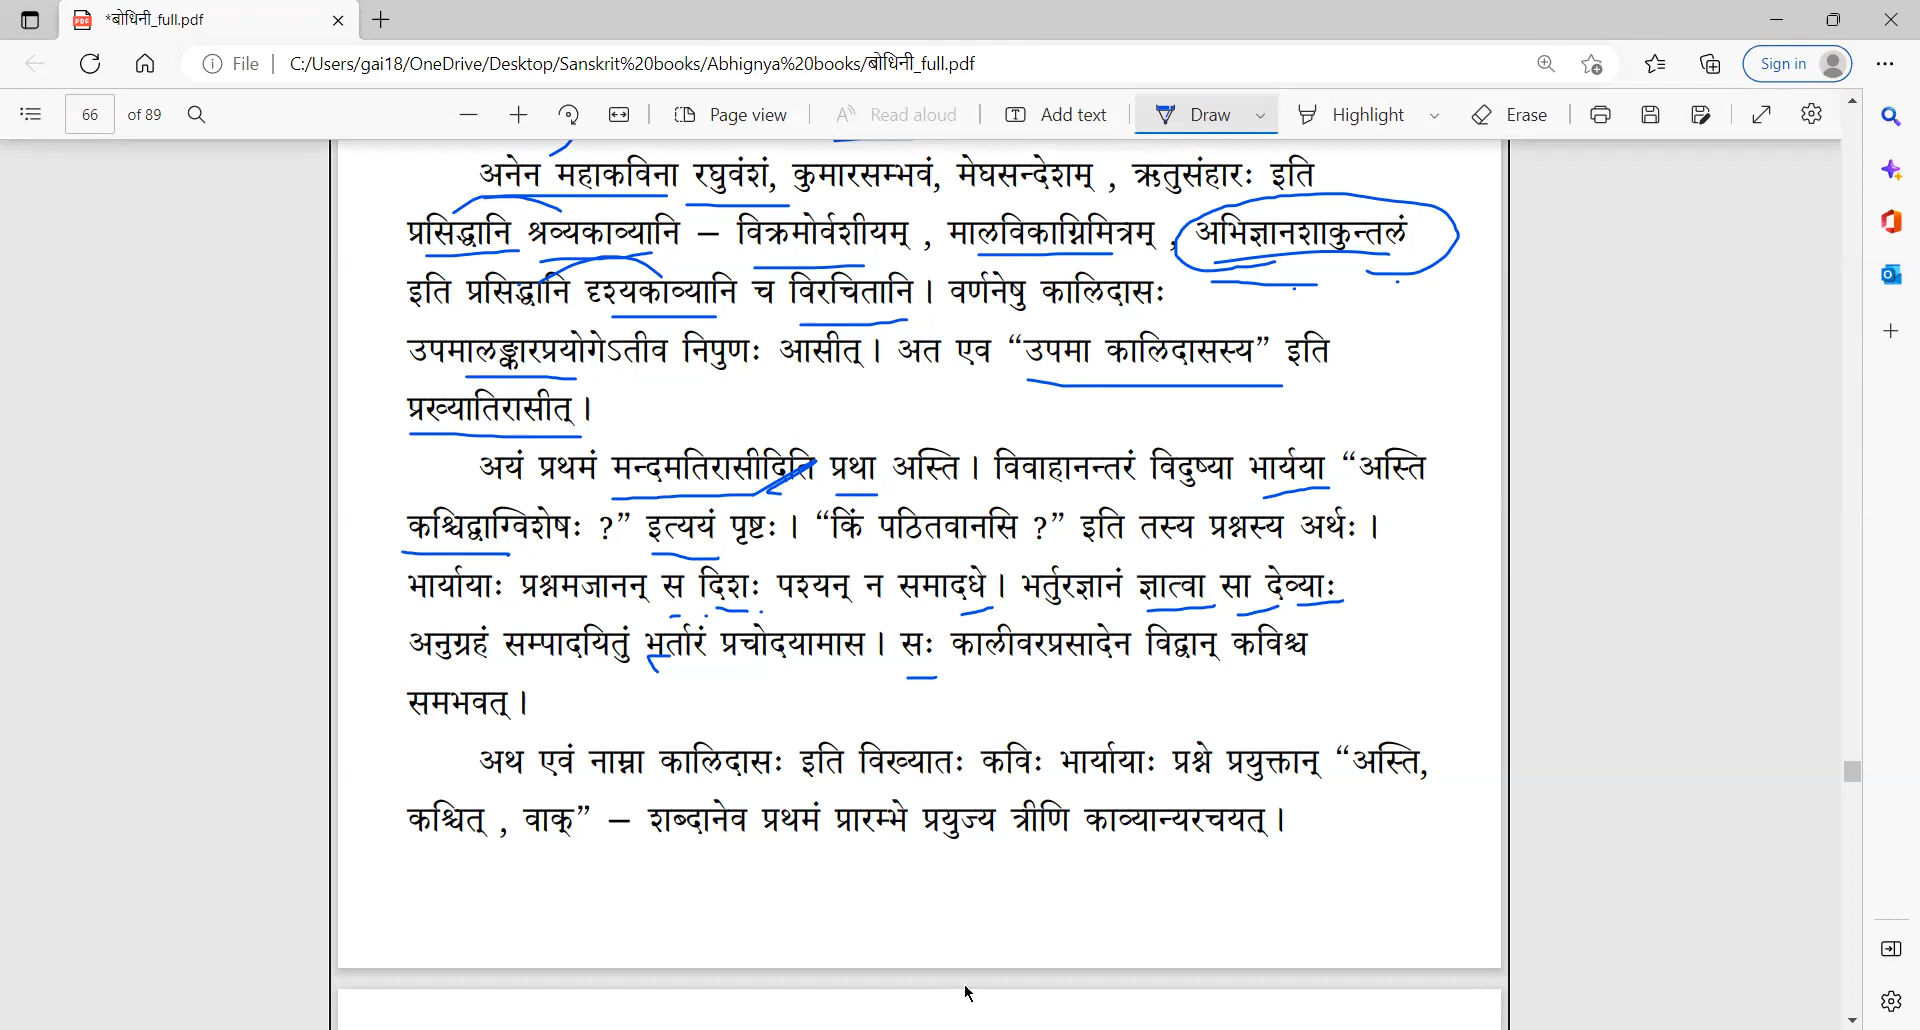 *बोधिनी_full.pdf
File | C:/Users/gai18/OneDrive/Desktop/Sanskrit%20books/Abhignya%20books/बोधिनी_full.pdf
Sign in
66 of 89
Page view
Read aloud
Add text
Draw
Highlight
Erase
अनेन महाकविना रघुवंशं, कुमारसम्भवं, मेघसन्देशम् , ऋतुसंहारः इति
प्रसिद्धानि श्रव्यकाव्यानि – विक्रमोर्वशीयम् , मालविकाग्निमित्रम् , अभिज्ञानशाकुन्तलं
इति प्रसिद्धानि दृश्यकाव्यानि च विरचितानि । वर्णनेषु कालिदासः
उपमालङ्कारप्रयोगेऽतीव निपुणः आसीत् । अत एव “उपमा कालिदासस्य” इति
प्रख्यातिरासीत् ।
अयं प्रथमं मन्दमतिरासीदिति प्रथा अस्ति । विवाहानन्तरं विदुष्या भार्यया “अस्ति
कश्चिद्वाग्विशेषः ?” इत्ययं पृष्टः । “किं पठितवानसि ?” इति तस्य प्रश्नस्य अर्थः ।
भार्यायाः प्रश्नमजानन् स दिशः पश्यन् न समादधे । भर्तुरज्ञानं ज्ञात्वा सा देव्याः
अनुग्रहं सम्पादयितुं भर्तारं प्रचोदयामास । सः कालीवरप्रसादेन विद्वान् कविश्च
समभवत् ।
अथ एवं नाम्ना कालिदासः इति विख्यातः कविः भार्यायाः प्रश्ने प्रयुक्तान् “अस्ति,
कश्चित् , वाक्” – शब्दानेव प्रथमं प्रारम्भे प्रयुज्य त्रीणि काव्यान्यरचयत् ।